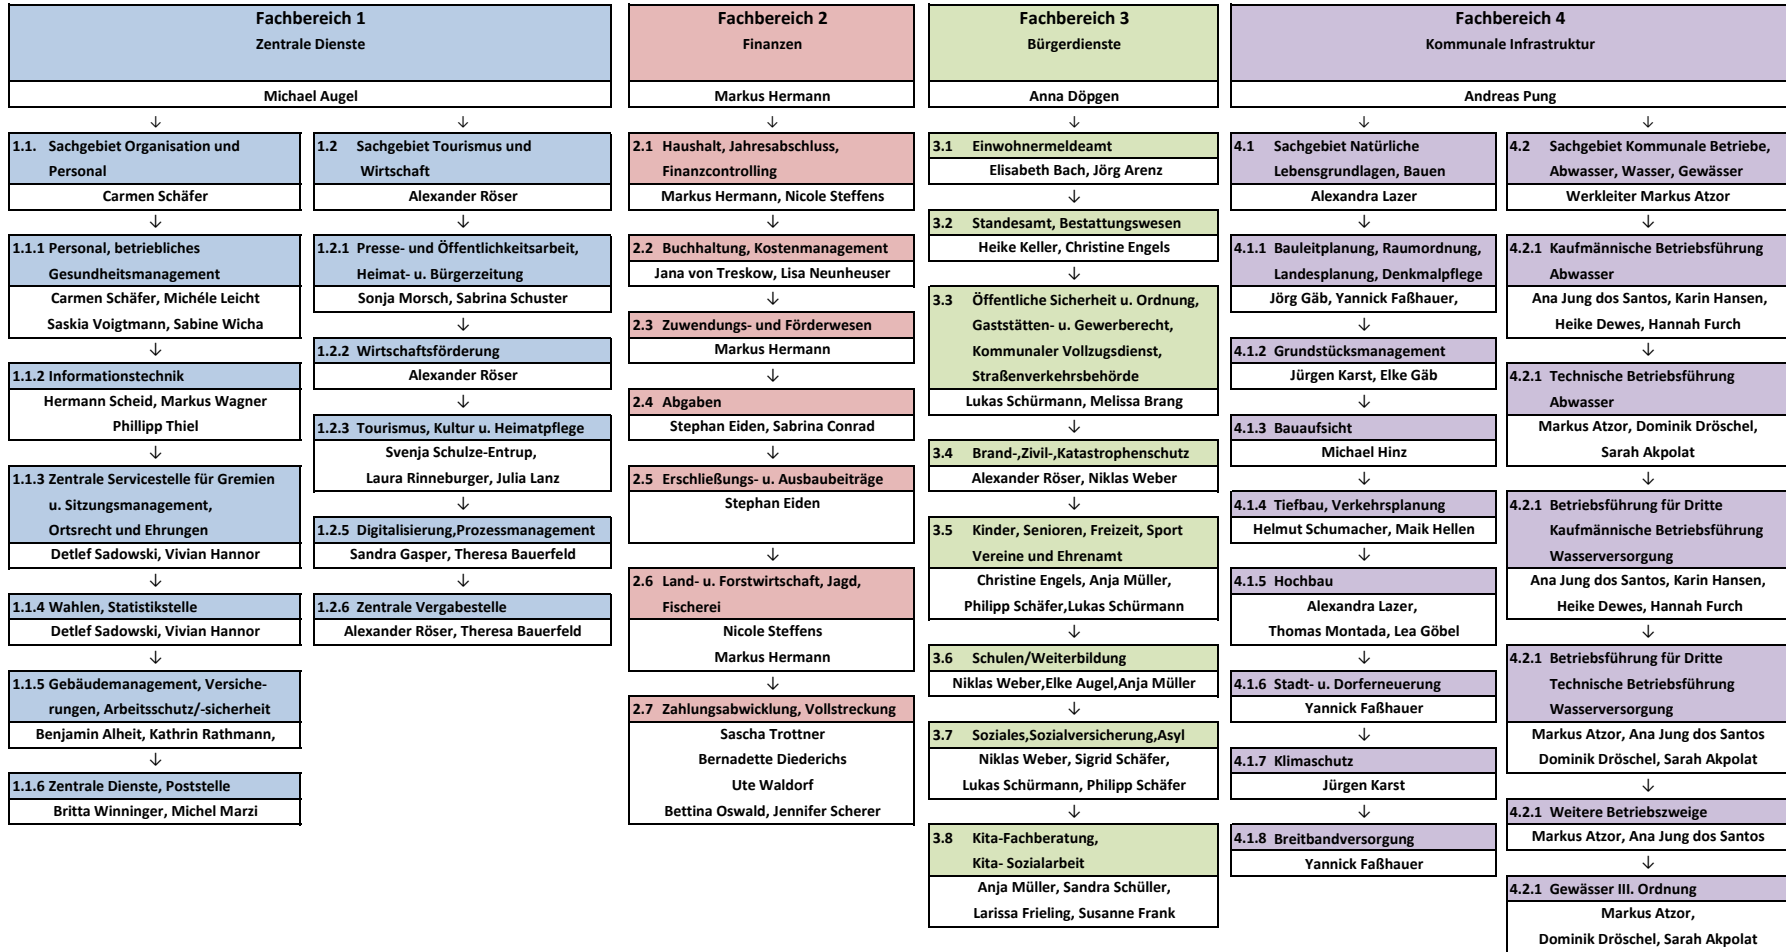 Fachbereich 1
Zentrale Dienste
Michael Augel
↓
1.1. Sachgebiet Organisation und
Personal
Carmen Schäfer
↓
1.1.1 Personal, betriebliches
Gesundheitsmanagement
Carmen Schäfer, Michéle Leicht
Saskia Voigtmann, Sabine Wicha
↓
1.1.2 Informationstechnik
Hermann Scheid, Markus Wagner
Phillipp Thiel
↓
1.1.3 Zentrale Servicestelle für Gremien
u. Sitzungsmanagement,
Ortsrecht und Ehrungen
Detlef Sadowski, Vivian Hannor
↓
1.1.4 Wahlen, Statistikstelle
Detlef Sadowski, Vivian Hannor
↓
1.1.5 Gebäudemanagement, Versiche-
rungen, Arbeitsschutz/-sicherheit
Benjamin Alheit, Kathrin Rathmann,
↓
1.1.6 Zentrale Dienste, Poststelle
Britta Winninger, Michel Marzi
↓
1.2 Sachgebiet Tourismus und
Wirtschaft
Alexander Röser
↓
1.2.1 Presse- und Öffentlichkeitsarbeit,
Heimat- u. Bürgerzeitung
Sonja Morsch, Sabrina Schuster
↓
1.2.2 Wirtschaftsförderung
Alexander Röser
↓
1.2.3 Tourismus, Kultur u. Heimatpflege
Svenja Schulze-Entrup,
Laura Rinneburger, Julia Lanz
↓
1.2.5 Digitalisierung,Prozessmanagement
Sandra Gasper, Theresa Bauerfeld
↓
1.2.6 Zentrale Vergabestelle
Alexander Röser, Theresa Bauerfeld
Fachbereich 2
Finanzen
Markus Hermann
↓
2.1 Haushalt, Jahresabschluss,
Finanzcontrolling
Markus Hermann, Nicole Steffens
↓
2.2 Buchhaltung, Kostenmanagement
Jana von Treskow, Lisa Neunheuser
↓
2.3 Zuwendungs- und Förderwesen
Markus Hermann
↓
2.4 Abgaben
Stephan Eiden, Sabrina Conrad
↓
2.5 Erschließungs- u. Ausbaubeiträge
Stephan Eiden
↓
2.6 Land- u. Forstwirtschaft, Jagd,
Fischerei
Nicole Steffens
Markus Hermann
↓
2.7 Zahlungsabwicklung, Vollstreckung
Sascha Trottner
Bernadette Diederichs
Ute Waldorf
Bettina Oswald, Jennifer Scherer
Fachbereich 3
Bürgerdienste
Anna Döpgen
↓
3.1 Einwohnermeldeamt
Elisabeth Bach, Jörg Arenz
↓
3.2 Standesamt, Bestattungswesen
Heike Keller, Christine Engels
↓
3.3 Öffentliche Sicherheit u. Ordnung,
Gaststätten- u. Gewerberecht,
Kommunaler Vollzugsdienst,
Straßenverkehrsbehörde
Lukas Schürmann, Melissa Brang
↓
3.4 Brand-,Zivil-,Katastrophenschutz
Alexander Röser, Niklas Weber
↓
3.5 Kinder, Senioren, Freizeit, Sport
Vereine und Ehrenamt
Christine Engels, Anja Müller,
Philipp Schäfer,Lukas Schürmann
↓
3.6 Schulen/Weiterbildung
Niklas Weber,Elke Augel,Anja Müller
↓
3.7 Soziales,Sozialversicherung,Asyl
Niklas Weber, Sigrid Schäfer,
Lukas Schürmann, Philipp Schäfer
↓
3.8 Kita-Fachberatung,
Kita- Sozialarbeit
Anja Müller, Sandra Schüller,
Larissa Frieling, Susanne Frank
Fachbereich 4
Kommunale Infrastruktur
Andreas Pung
↓
4.1 Sachgebiet Natürliche
Lebensgrundlagen, Bauen
Alexandra Lazer
↓
4.1.1 Bauleitplanung, Raumordnung,
Landesplanung, Denkmalpflege
Jörg Gäb, Yannick Faßhauer,
↓
4.1.2 Grundstücksmanagement
Jürgen Karst, Elke Gäb
↓
4.1.3 Bauaufsicht
Michael Hinz
↓
4.1.4 Tiefbau, Verkehrsplanung
Helmut Schumacher, Maik Hellen
↓
4.1.5 Hochbau
Alexandra Lazer,
Thomas Montada, Lea Göbel
↓
4.1.6 Stadt- u. Dorferneuerung
Yannick Faßhauer
↓
4.1.7 Klimaschutz
Jürgen Karst
↓
4.1.8 Breitbandversorgung
Yannick Faßhauer
↓
4.2 Sachgebiet Kommunale Betriebe,
Abwasser, Wasser, Gewässer
Werkleiter Markus Atzor
↓
4.2.1 Kaufmännische Betriebsführung
Abwasser
Ana Jung dos Santos, Karin Hansen,
Heike Dewes, Hannah Furch
↓
4.2.1 Technische Betriebsführung
Abwasser
Markus Atzor, Dominik Dröschel,
Sarah Akpolat
↓
4.2.1 Betriebsführung für Dritte
Kaufmännische Betriebsführung
Wasserversorgung
Ana Jung dos Santos, Karin Hansen,
Heike Dewes, Hannah Furch
↓
4.2.1 Betriebsführung für Dritte
Technische Betriebsführung
Wasserversorgung
Markus Atzor, Ana Jung dos Santos
Dominik Dröschel, Sarah Akpolat
↓
4.2.1 Weitere Betriebszweige
Markus Atzor, Ana Jung dos Santos
↓
4.2.1 Gewässer III. Ordnung
Markus Atzor,
Dominik Dröschel, Sarah Akpolat